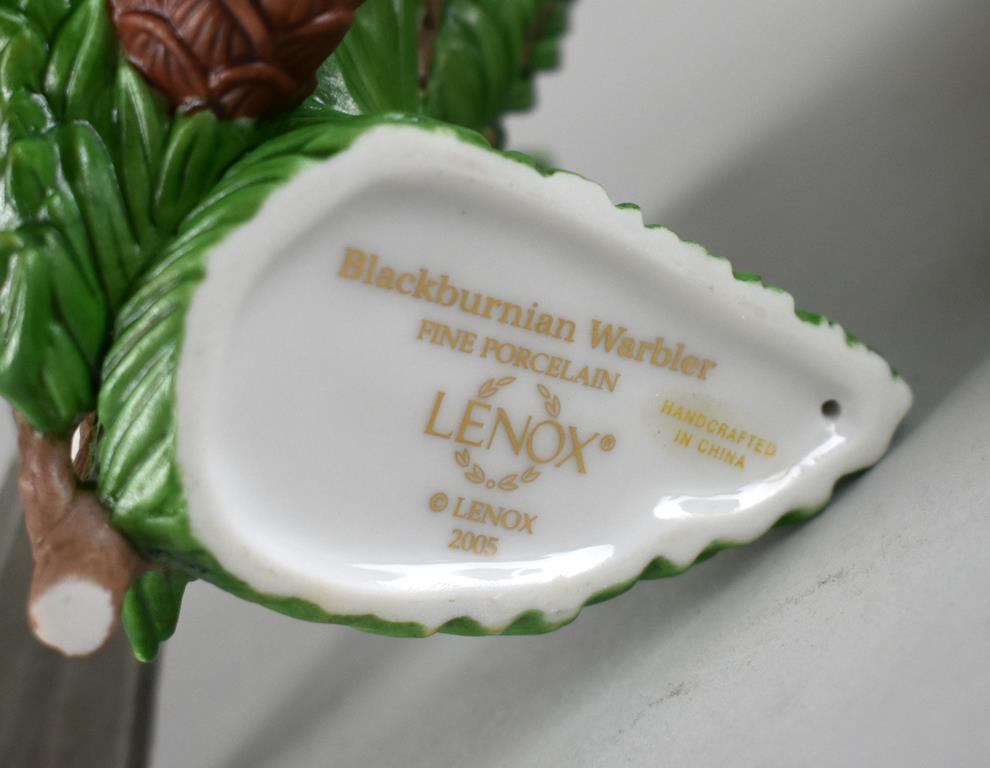 Blackburnian Warbler
FINE PORCELAIN
LENOX®
© LENOX
2005
HANDCRAFTED
IN CHINA